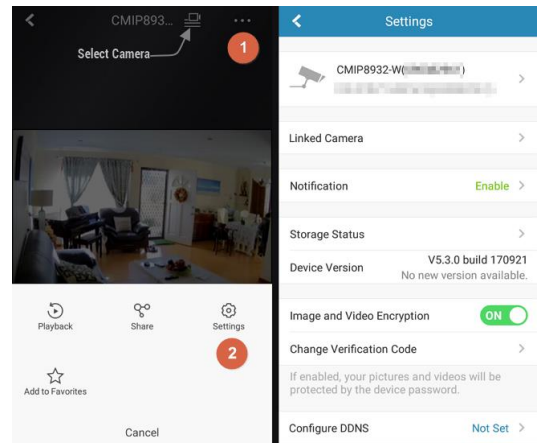 CMIP893...
Select Camera
1
Playback
Share
Settings
2
Add to Favorites
Cancel
Settings
CMIP8932-W( )
Linked Camera
Notification Enable
Storage Status
Device Version V5.3.0 build 170921
No new version available.
Image and Video Encryption ON
Change Verification Code
If enabled, your pictures and videos will be
protected by the device password.
Configure DDNS Not Set